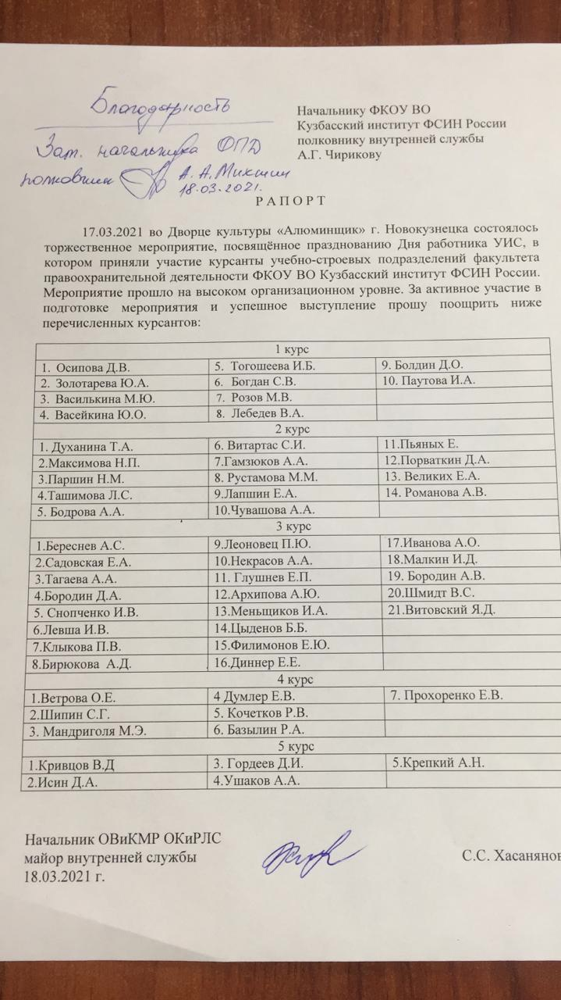 Благодарность
Зам. начальника ОПД
полковник А.А.
18.03.2021.
Начальнику ФКОУ ВО
Кузбасский институт ФСИН России
полковнику внутренней службы
А.Г. Чирикову
Р А П О Р Т
17.03.2021 во Дворце культуры «Алюминщик» г. Новокузнецка состоялось
торжественное мероприятие, посвящённое празднованию Дня работника УИС, в
котором приняли участие курсанты учебно-строевых подразделений факультета
правоохранительной деятельности ФКОУ ВО Кузбасский институт ФСИН России.
Мероприятие прошло на высоком организационном уровне. За активное участие в
подготовке мероприятия и успешное выступление прошу поощрить ниже
перечисленных курсантов:
1 курс
1. Осипова Д.В. 5. Тогошеева И.Б. 9. Болдин Д.О.
2. Золотарева Ю.А. 6. Богдан С.В. 10. Паутова И.А.
3. Василькина М.Ю. 7. Розов М.В.
4. Васейкина Ю.О. 8. Лебедев В.А.
2 курс
1. Духанина Т.А. 6. Витартас С.И. 11.Пьяных Е.
2.Максимова Н.П. 7.Гамзюков А.А. 12.Порваткин Д.А.
3.Паршин Н.М. 8. Рустамова М.М. 13. Великих Е.А.
4.Ташимова Л.С. 9.Лапшин Е.А. 14. Романова А.В.
5. Бодрова А.А. 10.Чувашова А.А.
3 курс
1.Береснев А.С. 9.Леоновец П.Ю. 17.Иванова А.О.
2.Садовская Е.А. 10.Некрасов А.А. 18.Малкин И.Д.
3.Тагаева А.А. 11. Глушнев Е.П. 19. Бородин А.В.
4.Бородин Д.А. 12.Архипова А.Ю. 20.Шмидт В.С.
5. Снопченко И.В. 13.Меньщиков И.А. 21.Витовский Я.Д.
6.Левша И.В. 14.Цыденов Б.Б.
7.Клыкова П.В. 15.Филимонов Е.Ю.
8.Бирюкова А.Д. 16.Диннер Е.Е.
4 курс
1.Ветрова О.Е. 4 Думлер Е.В. 7. Прохоренко Е.В.
2.Шипин С.Г. 5. Кочетков Р.В.
3. Мандриголя М.Э. 6. Базылин Р.А.
5 курс
1.Кривцов В.Д 3. Гордеев Д.И. 5.Крепкий А.Н.
2.Исин Д.А. 4.Ушаков А.А.
Начальник ОВиКМР ОКиРЛС
майор внутренней службы С.С. Хасанянов
18.03.2021 г.